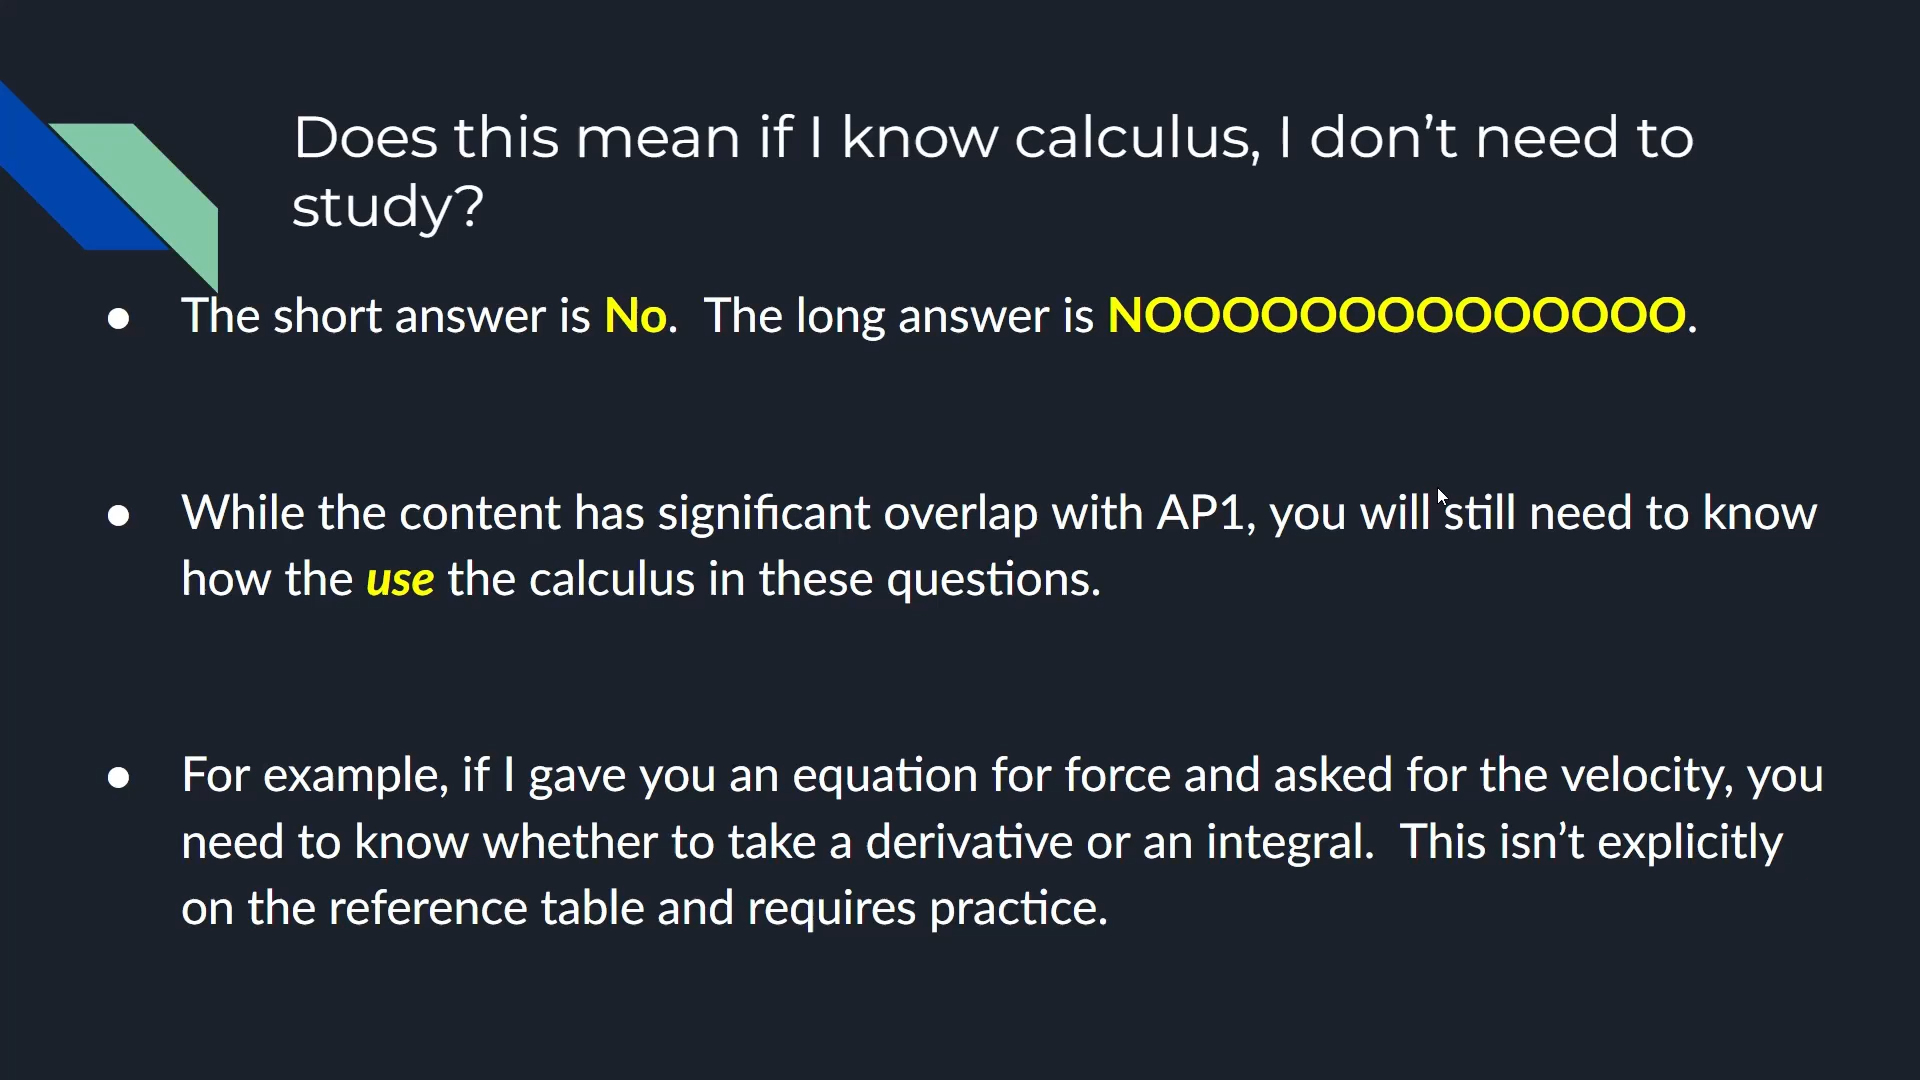 Does this mean if I know calculus, I don’t need to
study?
● The short answer is No.  The long answer is NOOOOOOOOOOOOOO.
● While the content has significant overlap with AP1, you will still need to know
how the use the calculus in these questions.
● For example, if I gave you an equation for force and asked for the velocity, you
need to know whether to take a derivative or an integral.  This isn’t explicitly
on the reference table and requires practice.